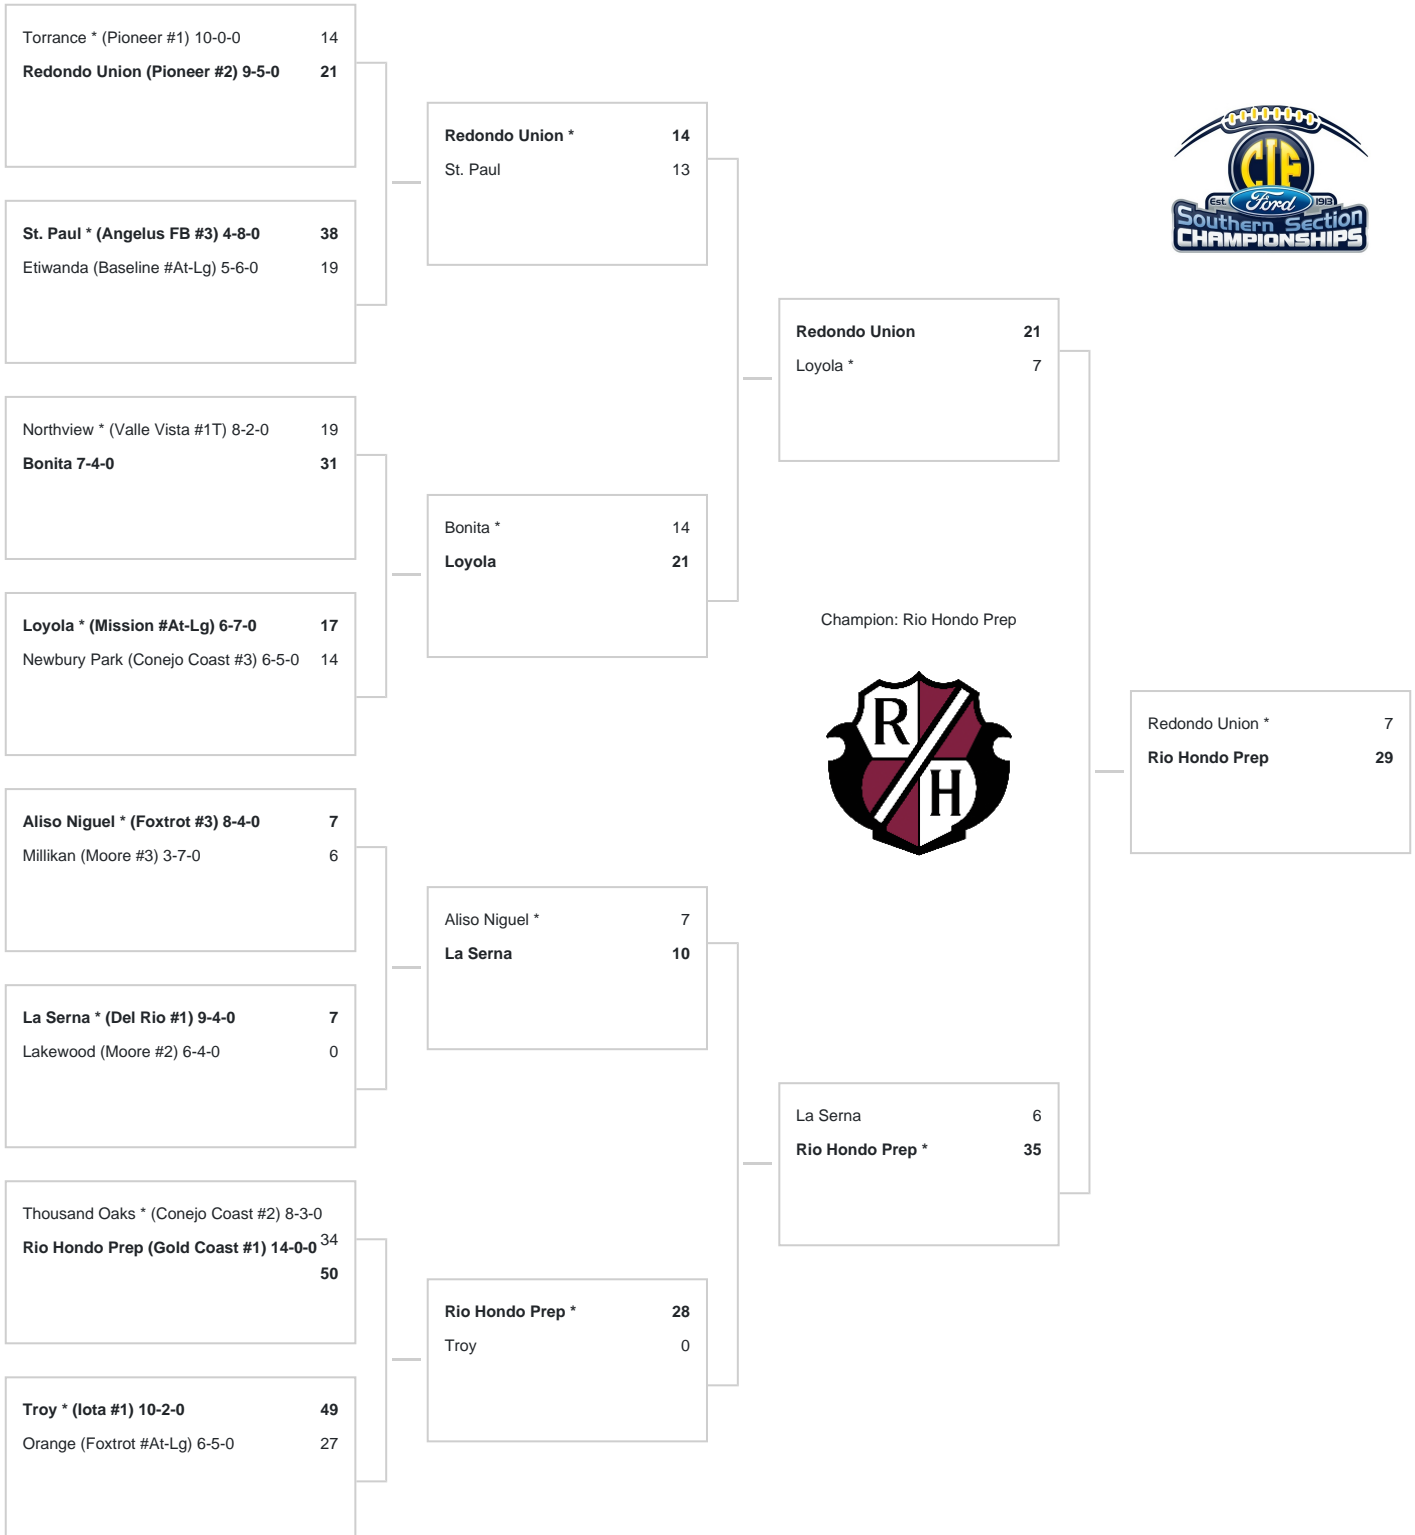 Torrance * (Pioneer #1) 10-0-0 14
Redondo Union (Pioneer #2) 9-5-0 21
St. Paul * (Angelus FB #3) 4-8-0 38
Etiwanda (Baseline #At-Lg) 5-6-0 19
Northview * (Valle Vista #1T) 8-2-0 19
Bonita 7-4-0 31
Loyola * (Mission #At-Lg) 6-7-0 17
Newbury Park (Conejo Coast #3) 6-5-0 14
Aliso Niguel * (Foxtrot #3) 8-4-0 7
Millikan (Moore #3) 3-7-0 6
La Serna * (Del Rio #1) 9-4-0 7
Lakewood (Moore #2) 6-4-0 0
Thousand Oaks * (Conejo Coast #2) 8-3-0
34
Rio Hondo Prep (Gold Coast #1) 14-0-0
50
Troy * (Iota #1) 10-2-0 49
Orange (Foxtrot #At-Lg) 6-5-0 27
Redondo Union * 14
St. Paul 13
Bonita * 14
Loyola 21
Aliso Niguel * 7
La Serna 10
Rio Hondo Prep * 28
Troy 0
Redondo Union 21
Loyola * 7
Champion: Rio Hondo Prep
R
H
La Serna 6
Rio Hondo Prep * 35
CIF
Est. Ford 1913
Southern Section
CHAMPIONSHIPS
Redondo Union * 7
Rio Hondo Prep 29